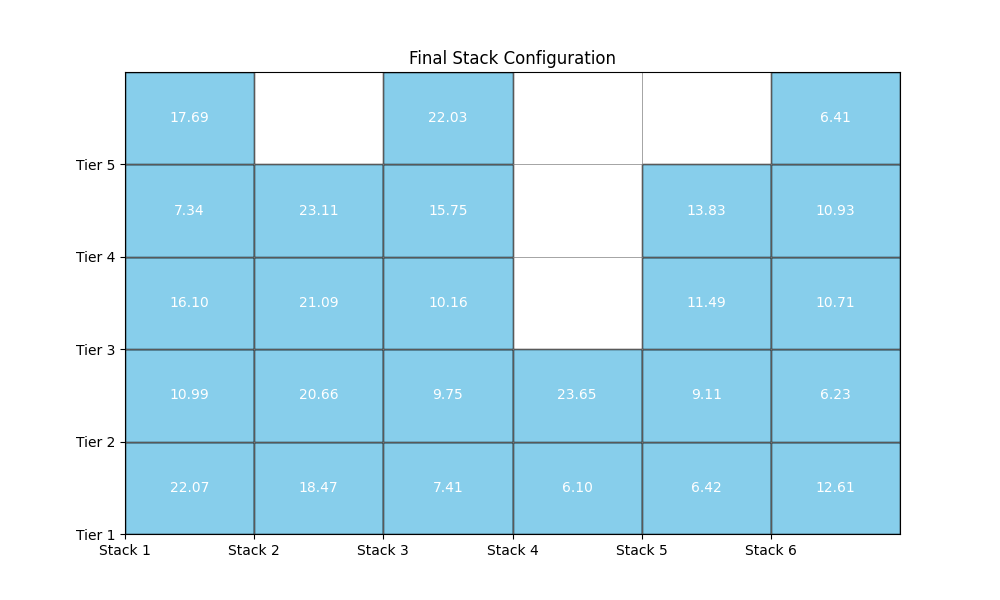 Final Stack Configuration
17.69 22.03 6.41
Tier 5
7.34 23.11 15.75 13.83 10.93
Tier 4
16.10 21.09 10.16 11.49 10.71
Tier 3
10.99 20.66 9.75 23.65 9.11 6.23
Tier 2
22.07 18.47 7.41 6.10 6.42 12.61
Tier 1
Stack 1 Stack 2 Stack 3 Stack 4 Stack 5 Stack 6